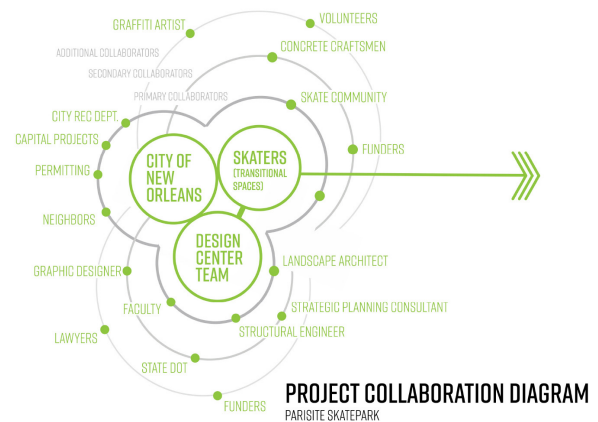 GRAFFITI ARTIST
VOLUNTEERS
ADDITIONAL COLLABORATORS
CONCRETE CRAFTSMEN
SECONDARY COLLABORATORS
PRIMARY COLLABORATORS
SKATE COMMUNITY
CITY REC DEPT.
CAPITAL PROJECTS
FUNDERS
PERMITTING
CITY OF
NEW
ORLEANS
SKATERS
(TRANSITIONAL
SPACES)
NEIGHBORS
DESIGN
CENTER
TEAM
LANDSCAPE ARCHITECT
GRAPHIC DESIGNER
FACULTY
STRATEGIC PLANNING CONSULTANT
STRUCTURAL ENGINEER
LAWYERS
STATE DOT
FUNDERS
PROJECT COLLABORATION DIAGRAM
PARISITE SKATEPARK